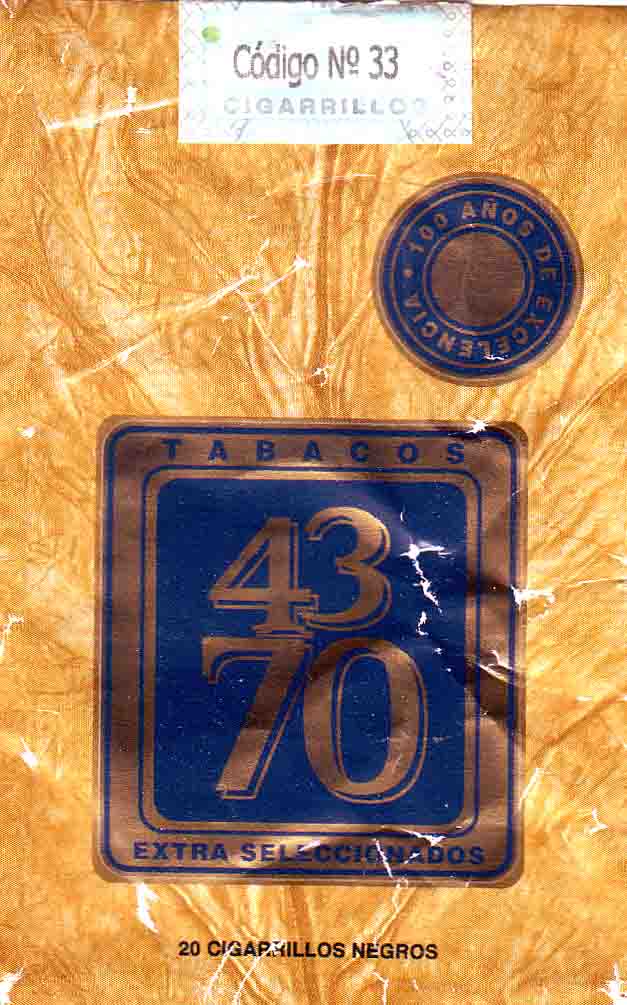 Código Nº 33
CIGARRILLOS
100 AÑOS DE EXCELENCIA
TABACOS
43
70
EXTRA SELECCIONADOS
20 CIGARRILLOS NEGROS